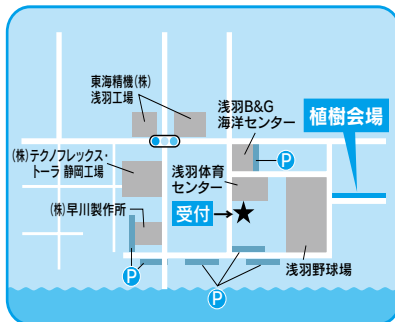 東海精機(株)
浅羽工場
浅羽B&G
海洋センター
植樹会場
(株)テクノフレックス・
トーラ 静岡工場
P
浅羽体育
センター
(株)早川製作所
受付
浅羽野球場
P
P